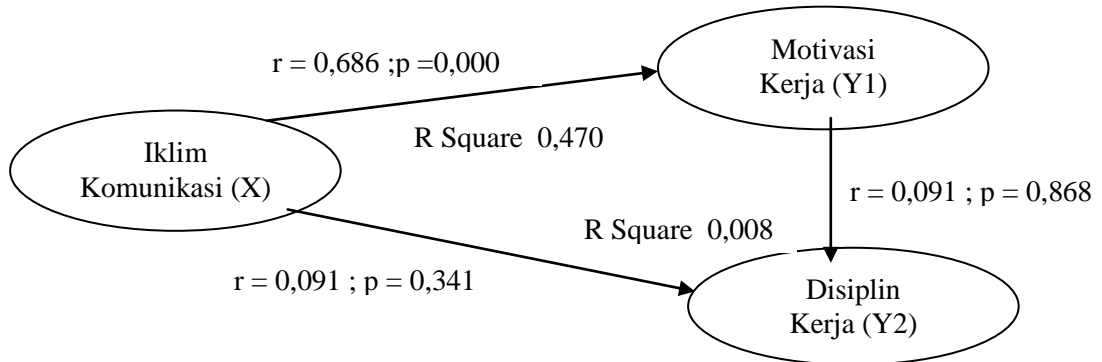 Motivasi
Kerja (Y1)
r = 0,686 ;p =0,000
R Square 0,470
Iklim
Komunikasi (X)
r = 0,091 ; p = 0,868
R Square 0,008
r = 0,091 ; p = 0,341
Disiplin
Kerja (Y2)